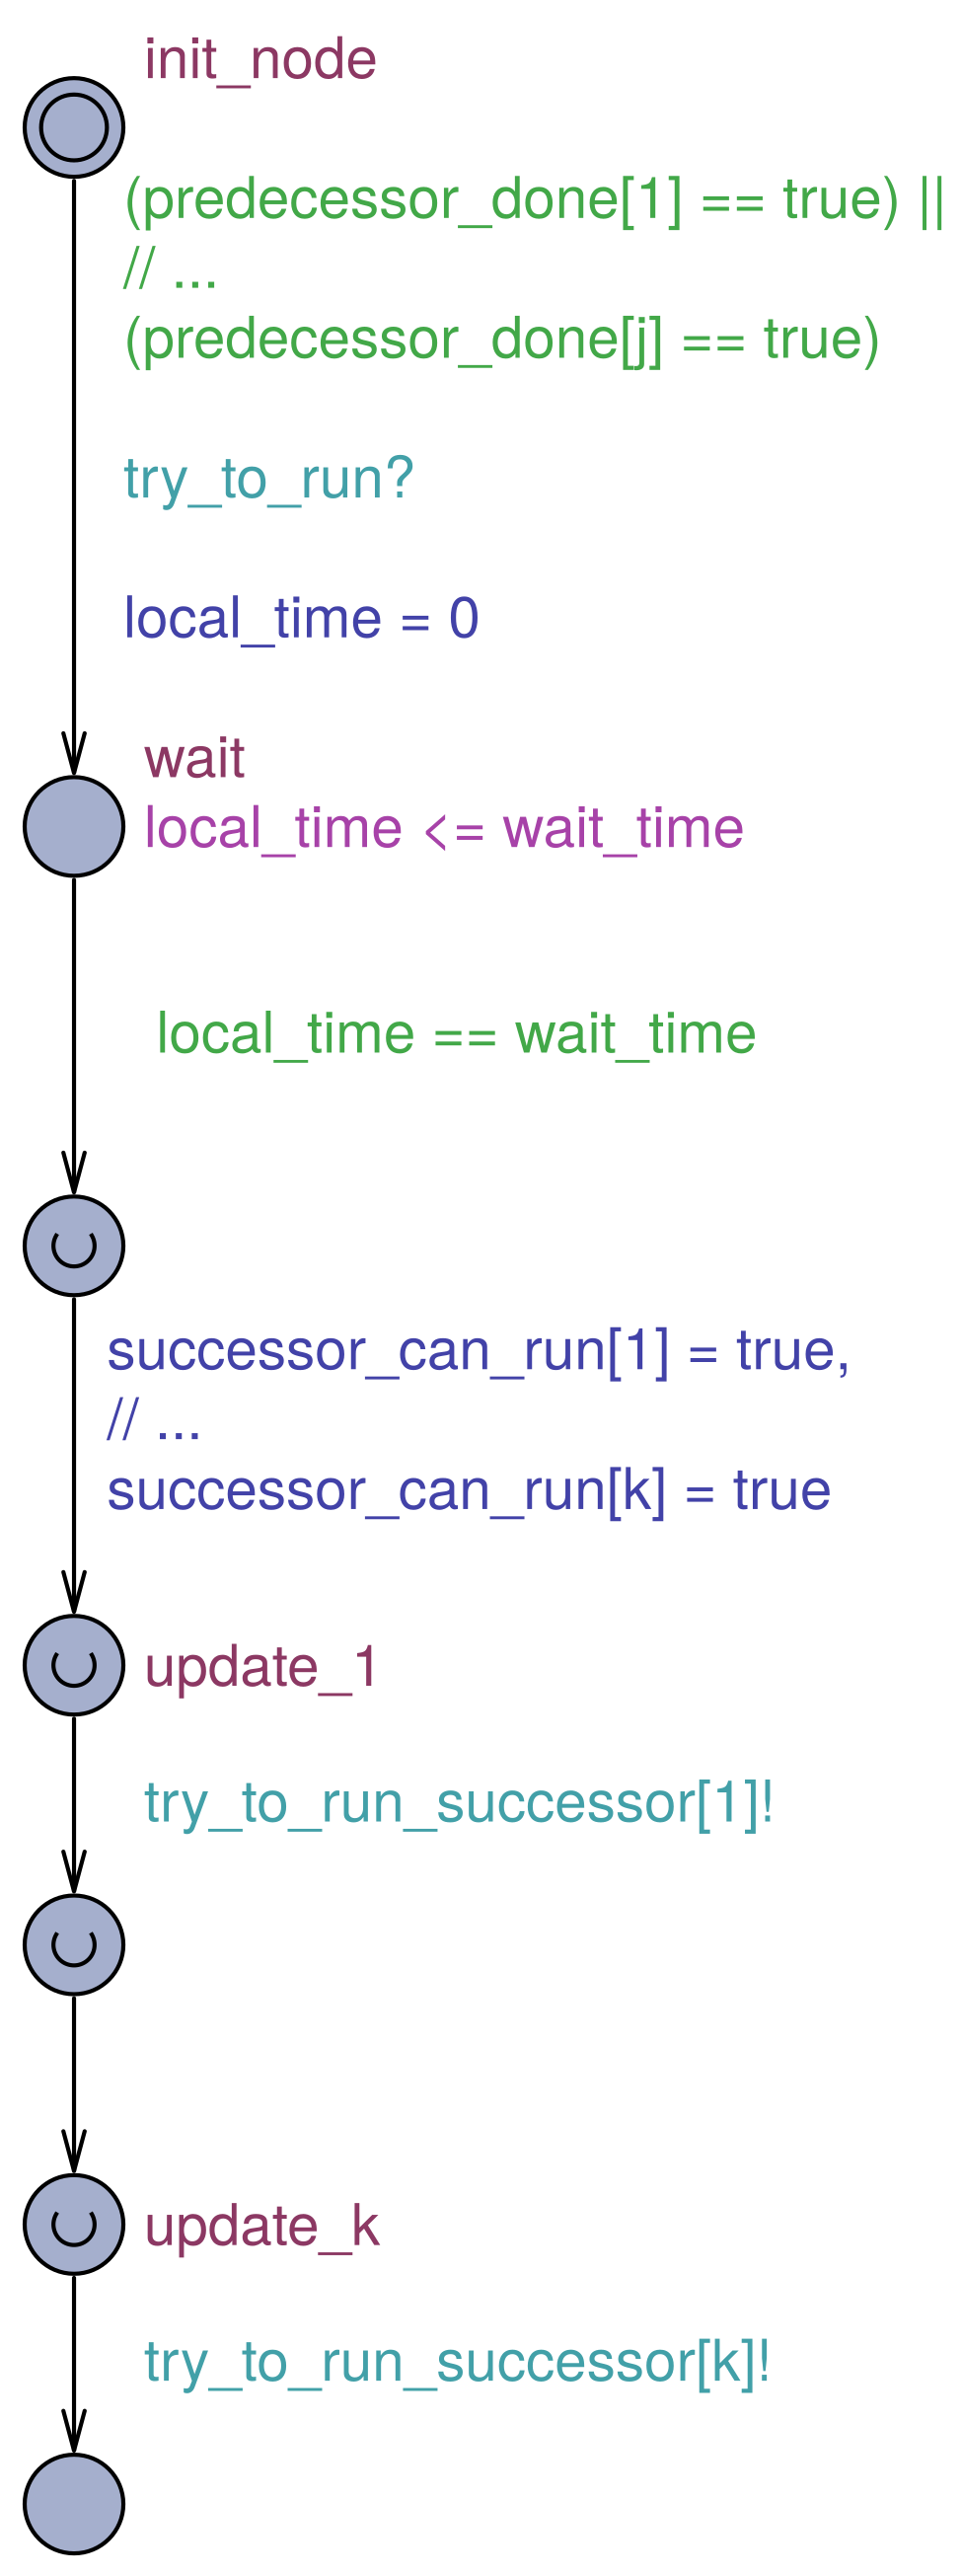 init_node
(predecessor_done[1] == true) ||
// ...
(predecessor_done[j] == true)
try_to_run?
local_time = 0
wait
local_time <= wait_time
local_time == wait_time
successor_can_run[1] = true,
// ...
successor_can_run[k] = true
update_1
try_to_run_successor[1]!
update_k
try_to_run_successor[k]!